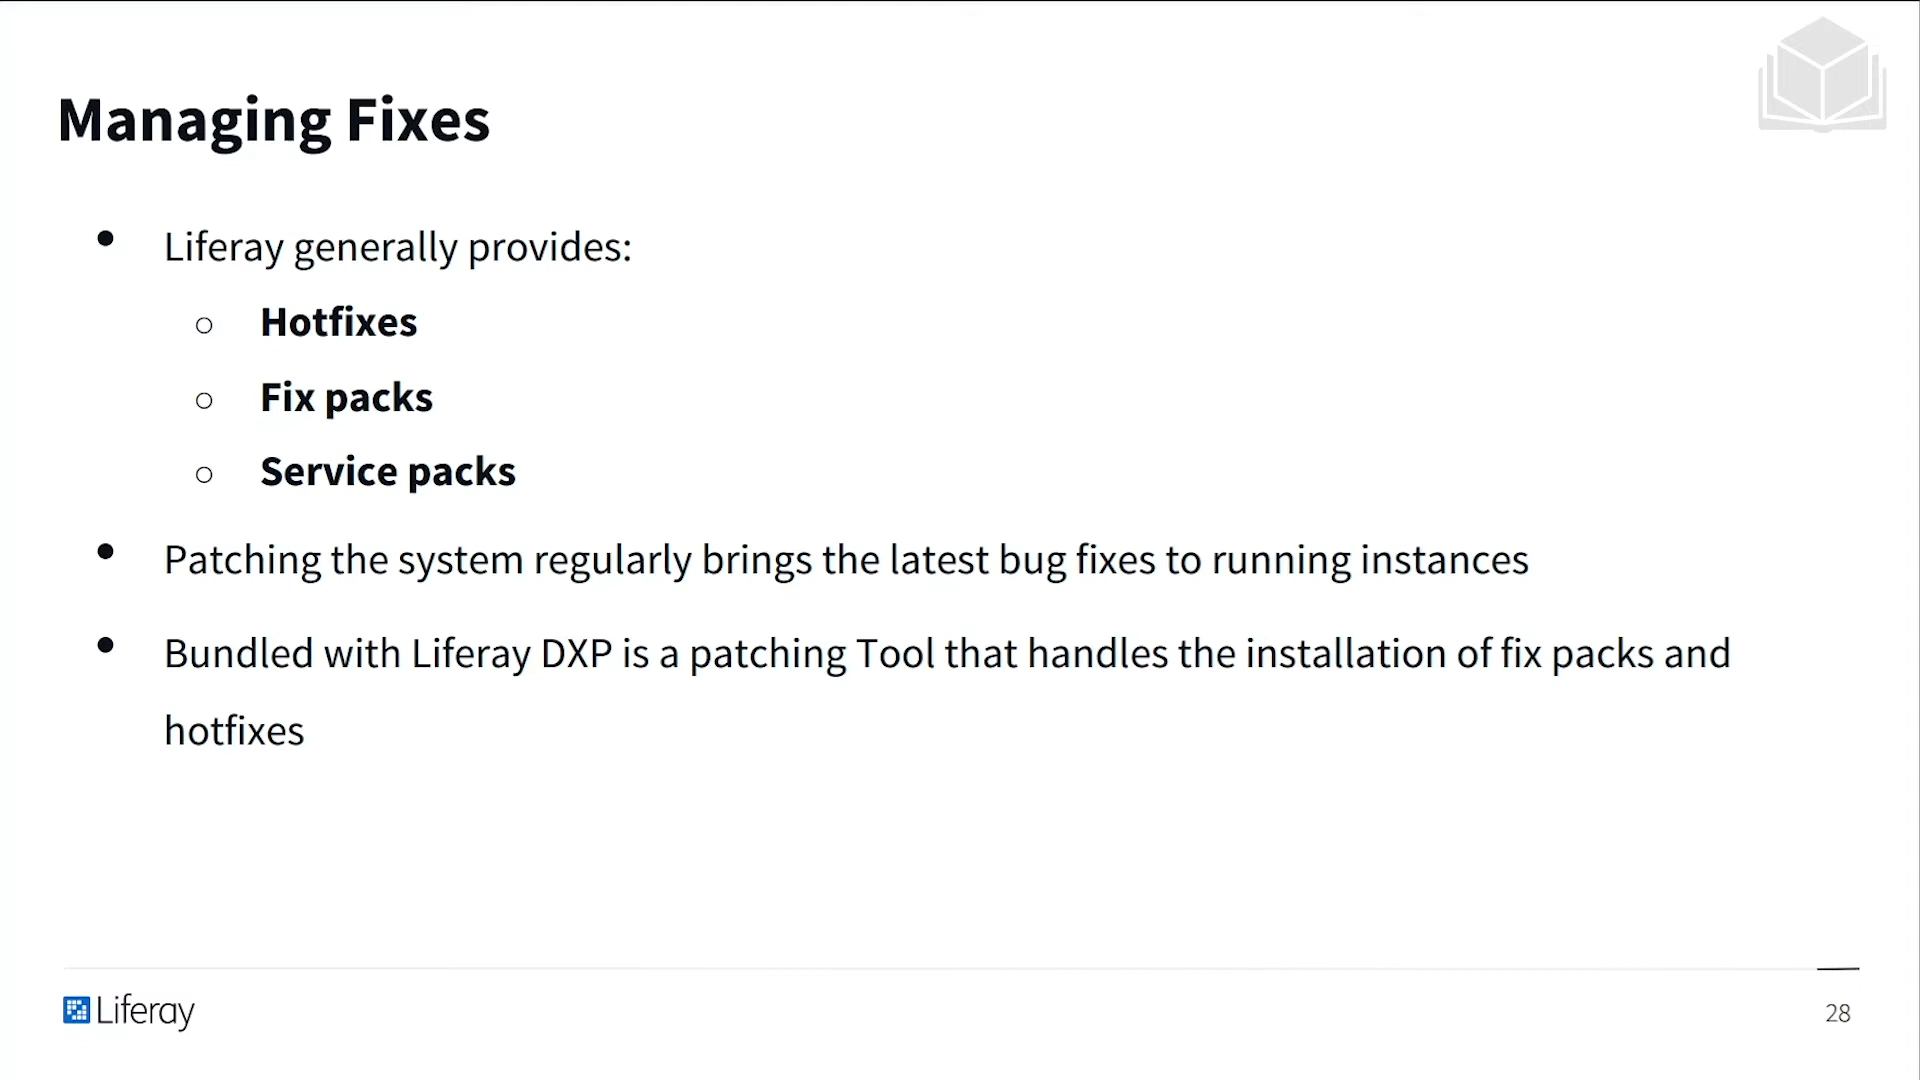 Managing Fixes
• Liferay generally provides:
○ Hotfixes
○ Fix packs
○ Service packs
• Patching the system regularly brings the latest bug fixes to running instances
• Bundled with Liferay DXP is a patching Tool that handles the installation of fix packs and
hotfixes
Liferay
28